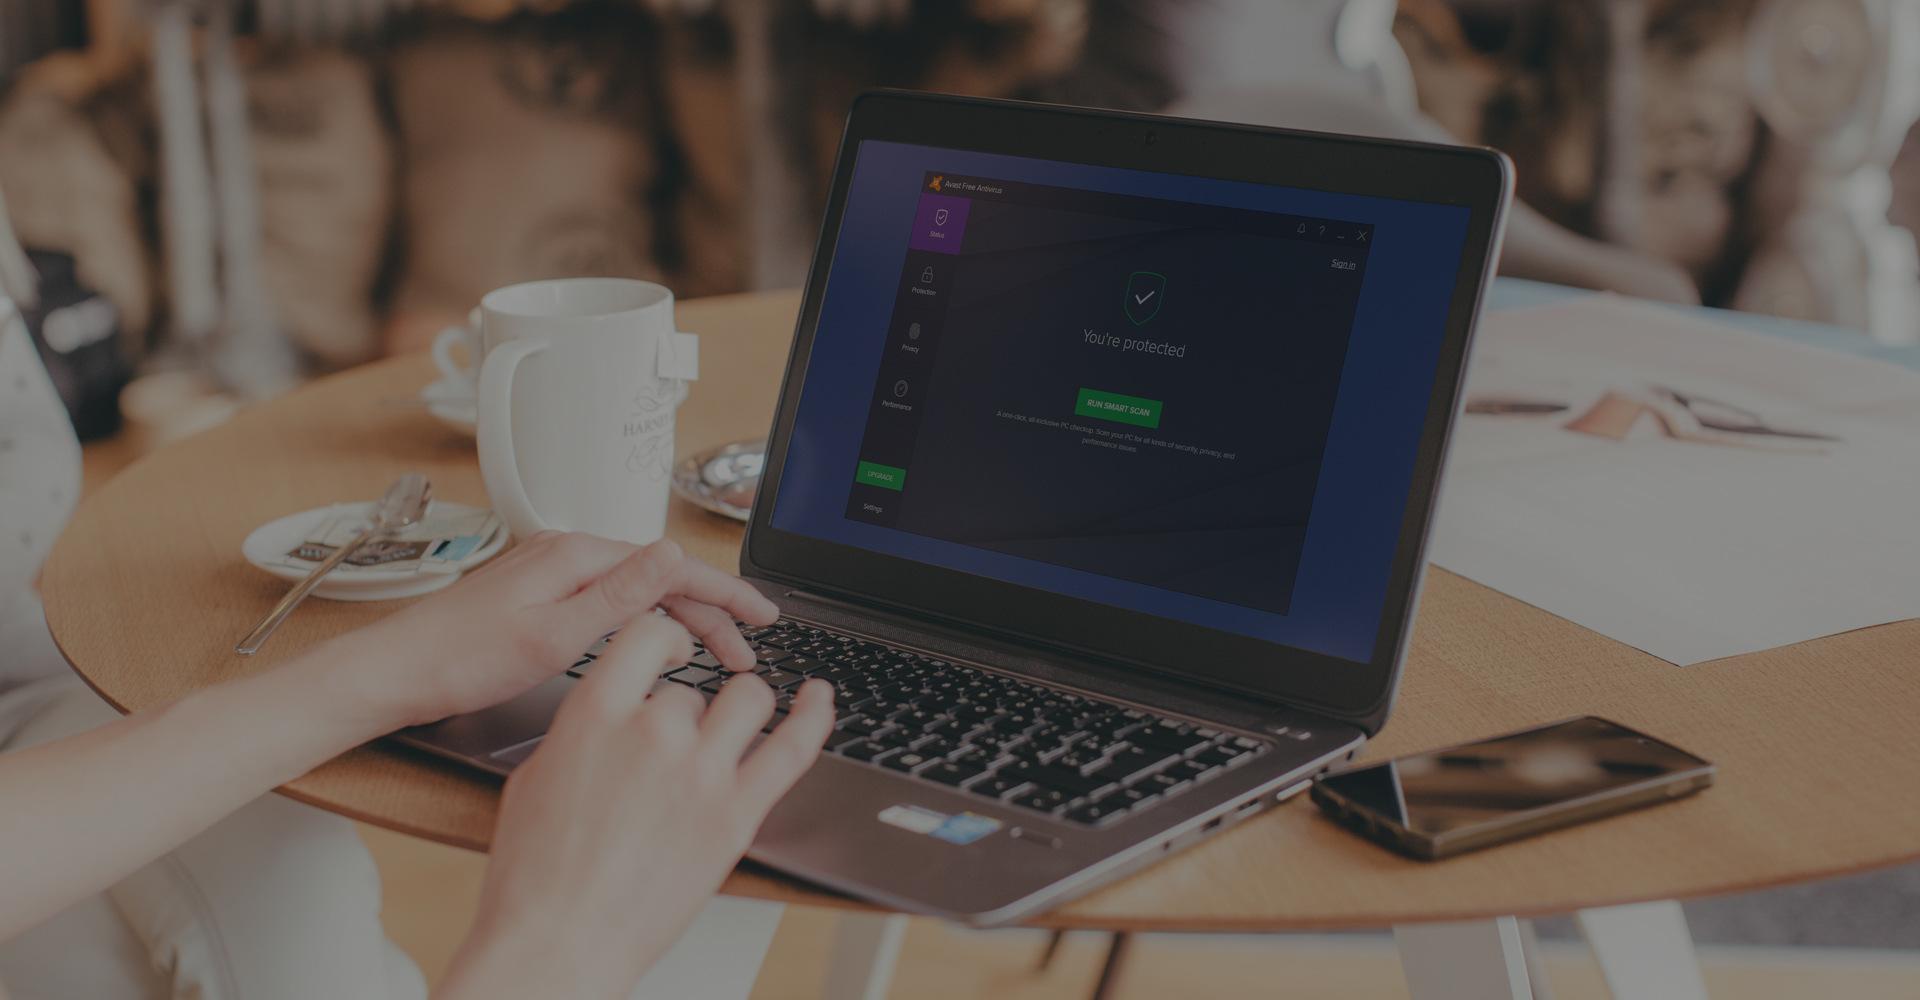 Avast Free Antivirus
Status
Sign in
Protection
You're protected
Privacy
Performance
RUN SMART SCAN
A one-click, all-inclusive PC checkup. Scan your PC for all kinds of security, privacy, and
performance issues.
UPGRADE
Settings
HARNEY